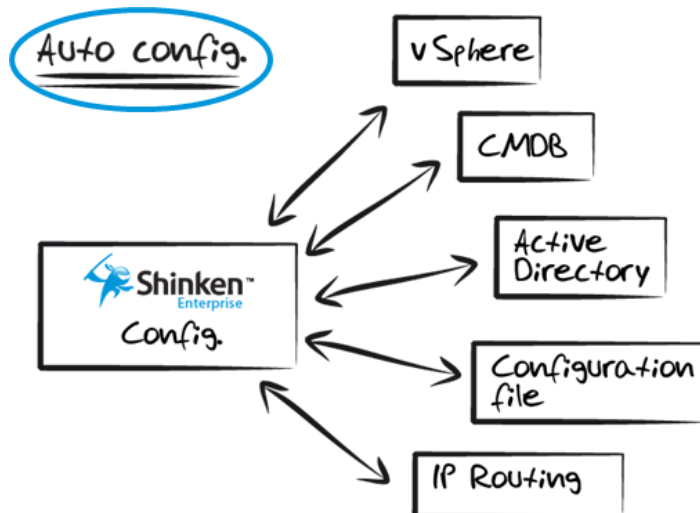 Auto config.
vSphere
CMDB
Active
Directory
Shinken™
Enterprise
Config.
Configuration
file
IP Routing